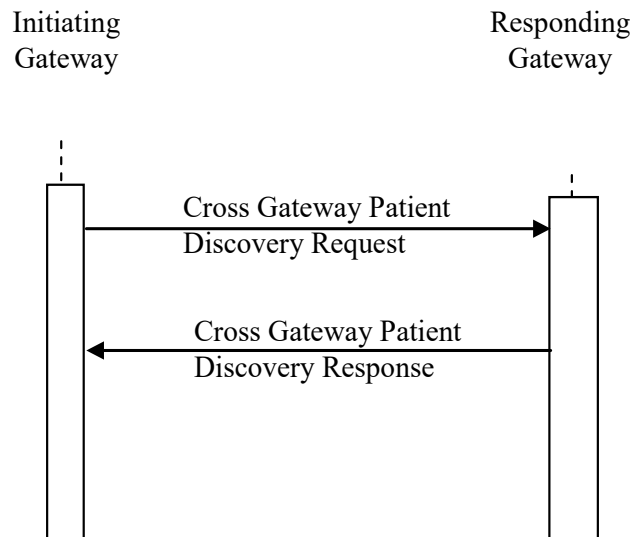 Initiating
Gateway
Responding
Gateway
Cross Gateway Patient
Discovery Request
Cross Gateway Patient
Discovery Response